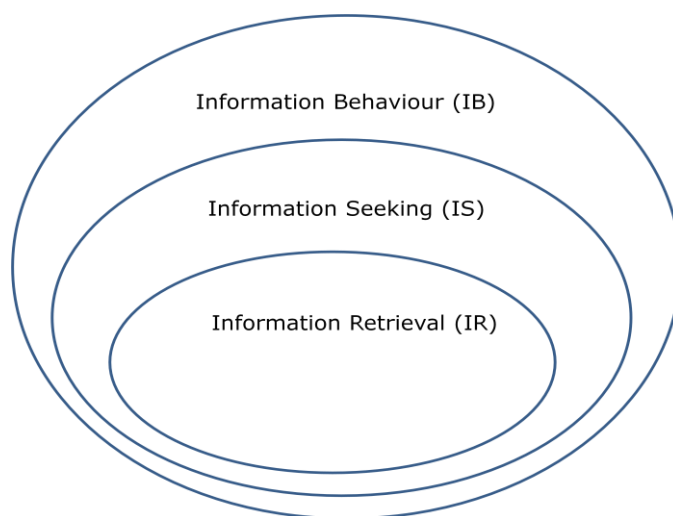 Information Behaviour (IB)
Information Seeking (IS)
Information Retrieval (IR)